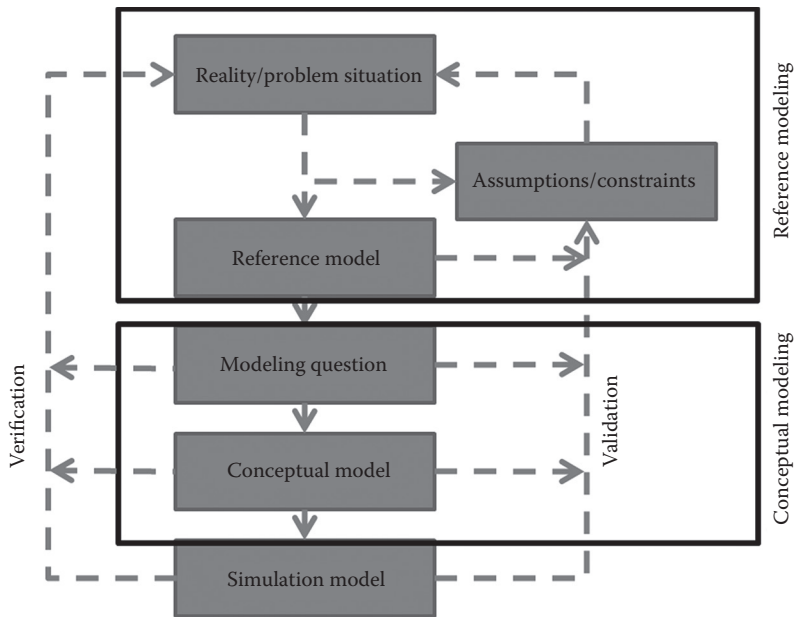 Reality/problem situation
Assumptions/constraints
Reference model
Reference modeling
Modeling question
Conceptual model
Simulation model
Conceptual modeling
Verification
Validation